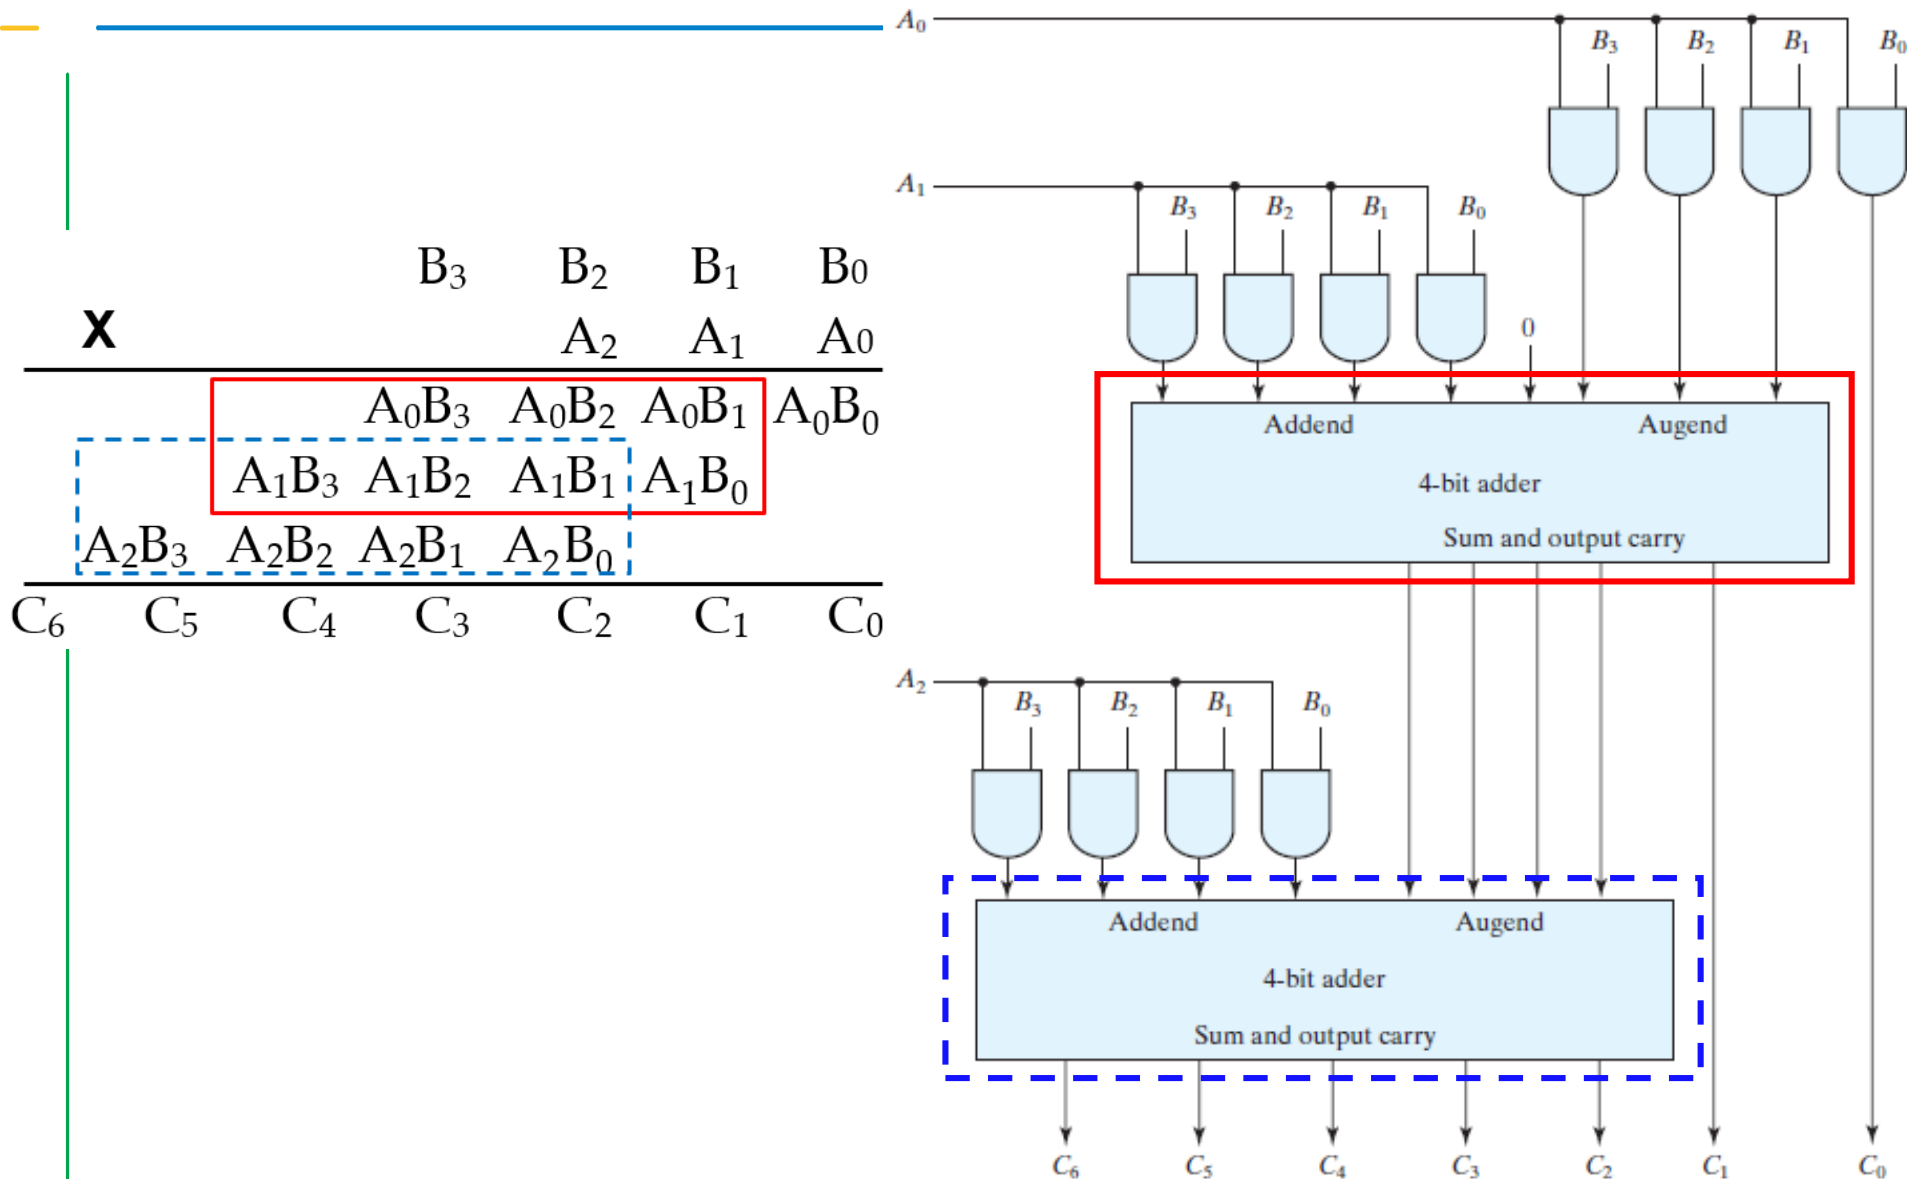 B₃ B₂ B₁ B₀
X A₂ A₁ A₀
A₀B₃ A₀B₂ A₀B₁ A₀B₀
A₁B₃ A₁B₂ A₁B₁ A₁B₀
A₂B₃ A₂B₂ A₂B₁ A₂B₀
C₆ C₅ C₄ C₃ C₂ C₁ C₀
A₀
B₃ B₂ B₁ B₀
A₁
B₃ B₂ B₁ B₀
0
Addend Augend
4-bit adder
Sum and output carry
A₂
B₃ B₂ B₁ B₀
Addend Augend
4-bit adder
Sum and output carry
C₆ C₅ C₄ C₃ C₂ C₁ C₀